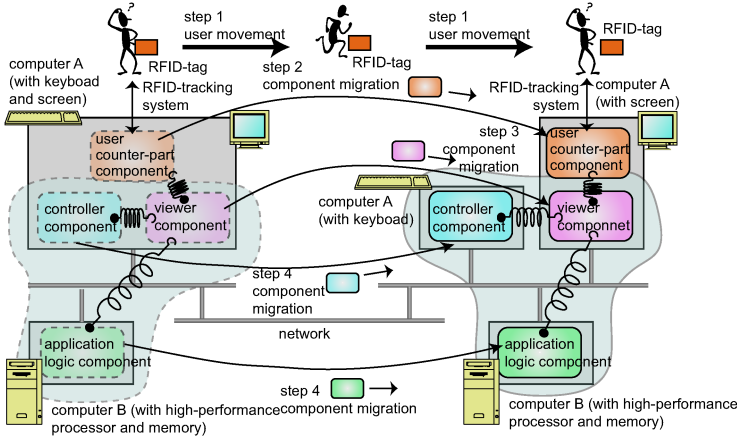 ?
step 1
user movement
step 1
user movement
?
RFID-tag
RFID-tag
RFID-tag
computer A
(with keyboad
and screen)
RFID-tracking
system
step 2
component migration
RFID-tracking
system
computer A
(with screen)
user
counter-part
component
step 3
component
migration
user
counter-part
component
controller
component
viewer
component
computer A
(with keyboad)
controller
component
viewer
componnet
step 4
component
migration
network
application
logic component
application
logic component
step 4
component migration
computer B (with high-performance
processor and memory)
computer B (with high-performance
processor and memory)